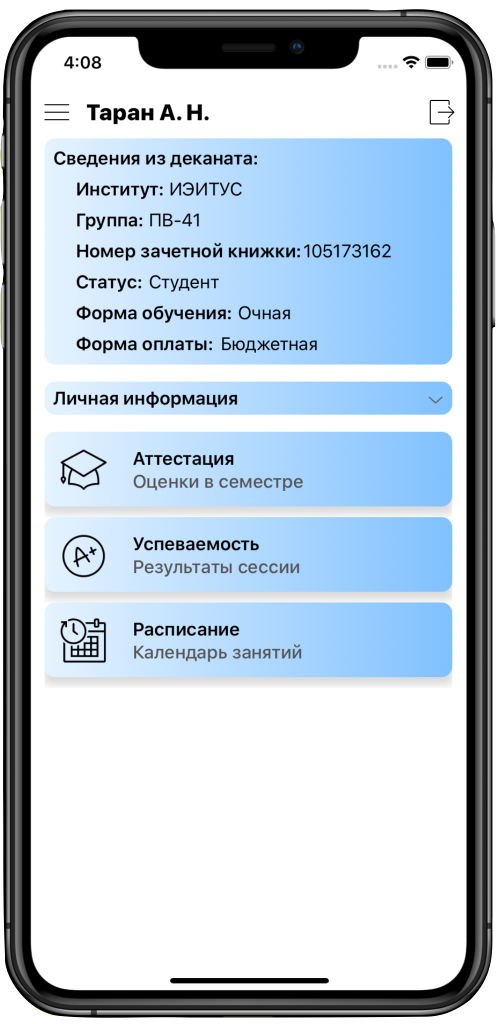 4:08
Таран А. Н.
Сведения из деканата:
Институт: ИЭИТУС
Группа: ПВ-41
Номер зачетной книжки: 105173162
Статус: Студент
Форма обучения: Очная
Форма оплаты: Бюджетная
Личная информация
Аттестация
Оценки в семестре
A+
Успеваемость
Результаты сессии
Расписание
Календарь занятий